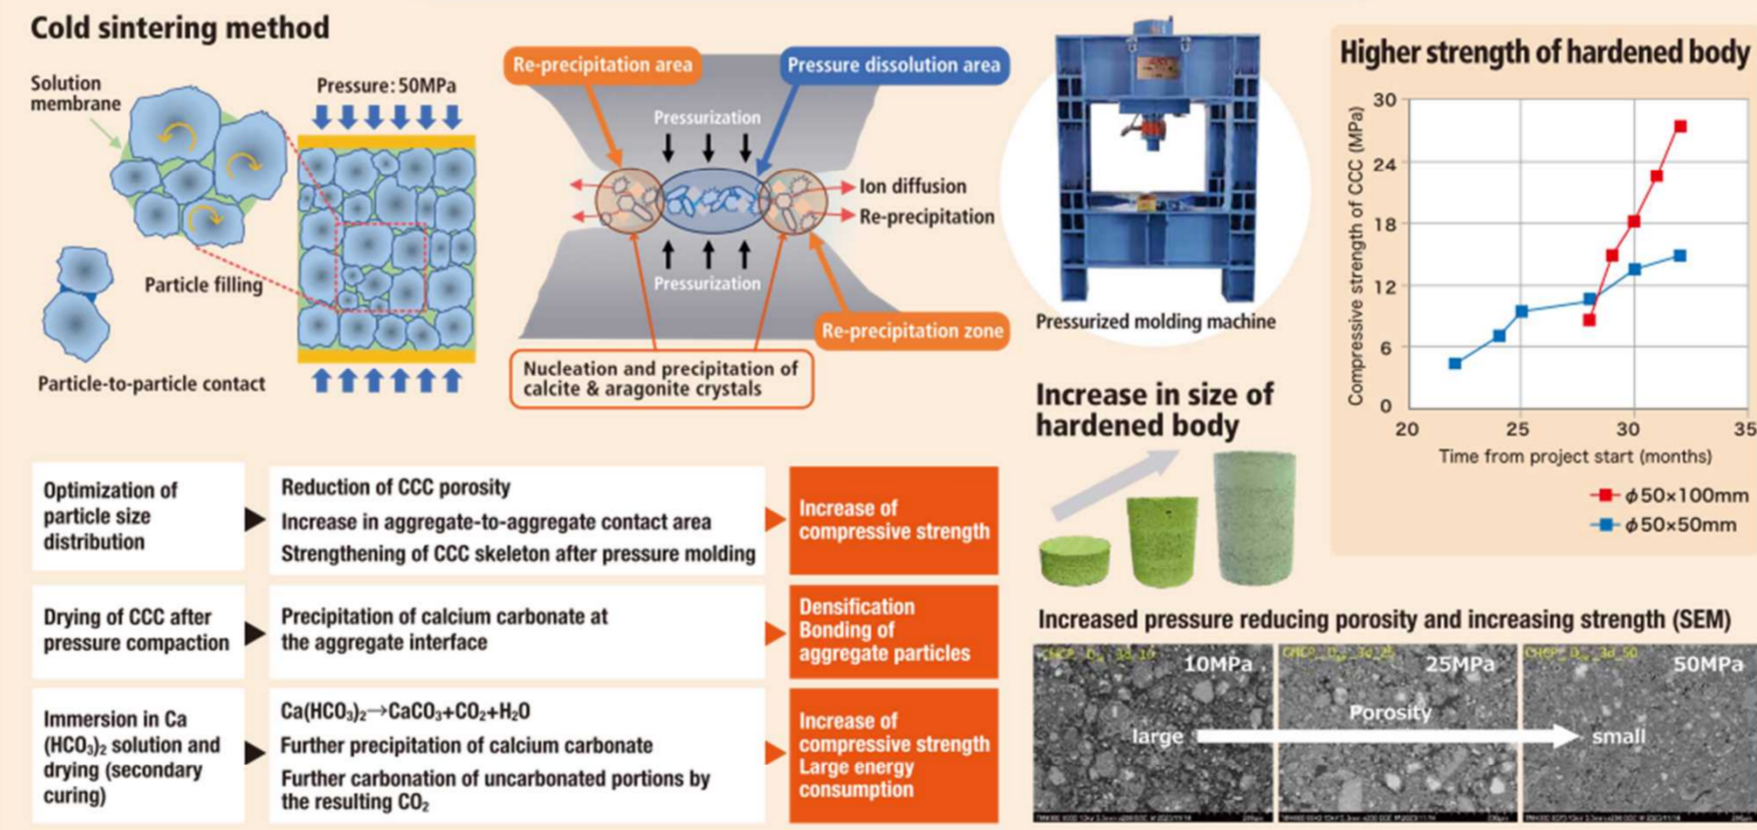 Cold sintering method
Solution
membrane
Pressure: 50MPa
Particle filling
Particle-to-particle contact
Re-precipitation area
Pressure dissolution area
Pressurization
Ion diffusion
Re-precipitation
Pressurization
Re-precipitation zone
Nucleation and precipitation of
calcite & aragonite crystals
Pressurized molding machine
Higher strength of hardened body
Compressive strength of CCC (MPa)
30
24
18
12
6
0
20
25
30
35
Time from project start (months)
ϕ50×100mm
ϕ50×50mm
Increase in size of
hardened body
Optimization of
particle size
distribution
Reduction of CCC porosity
Increase in aggregate-to-aggregate contact area
Strengthening of CCC skeleton after pressure molding
Increase of
compressive strength
Drying of CCC after
pressure compaction
Precipitation of calcium carbonate at
the aggregate interface
Densification
Bonding of
aggregate particles
Immersion in Ca
(HCO₃)₂ solution and
drying (secondary
curing)
Ca(HCO₃)₂→CaCO₃+CO₂+H₂O
Further precipitation of calcium carbonate
Further carbonation of uncarbonated portions by
the resulting CO₂
Increase of
compressive strength
Large energy
consumption
Increased pressure reducing porosity and increasing strength (SEM)
10MPa
25MPa
50MPa
Porosity
large
small